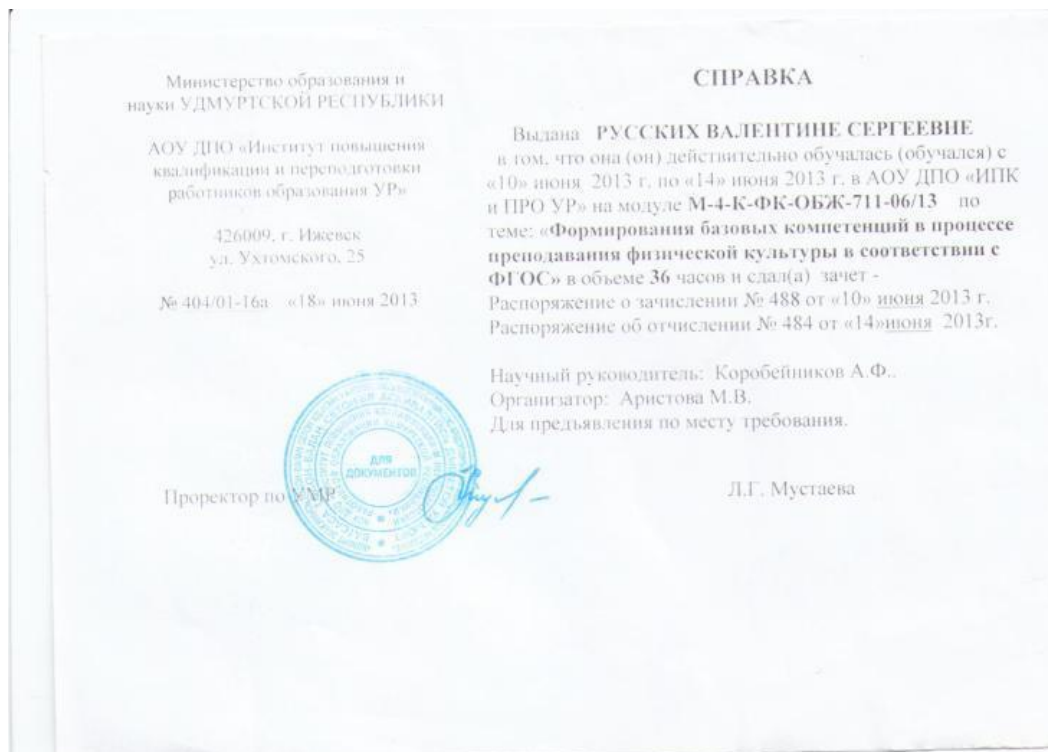 Министерство образования и
науки УДМУРТСКОЙ РЕСПУБЛИКИ
АОУ ДПО «Институт повышения
квалификации и переподготовки
работников образования УР»
426009, г. Ижевск
ул. Ухтомского, 25
№ 404/01-16а «18» июня 2013
СПРАВКА
Выдана РУССКИХ ВАЛЕНТИНЕ СЕРГЕЕВНЕ
в том, что она (он) действительно обучалась (обучался) с
«10» июня 2013 г. по «14» июня 2013 г. в АОУ ДПО «ИПК
и ПРО УР» на модуле М-4-К-ФК-ОБЖ-711-06/13 по
теме: «Формирования базовых компетенций в процессе
преподавания физической культуры в соответствии с
ФГОС» в объеме 36 часов и сдал(а) зачет -
Распоряжение о зачислении № 488 от «10» июня 2013 г.
Распоряжение об отчислении № 484 от «14»июня 2013г.
Научный руководитель: Коробейников А.Ф..
Организатор: Аристова М.В.
Для предъявления по месту требования.
ДЛЯ
ДОКУМЕНТОВ
Проректор по УМР
Л.Г. Мустаева